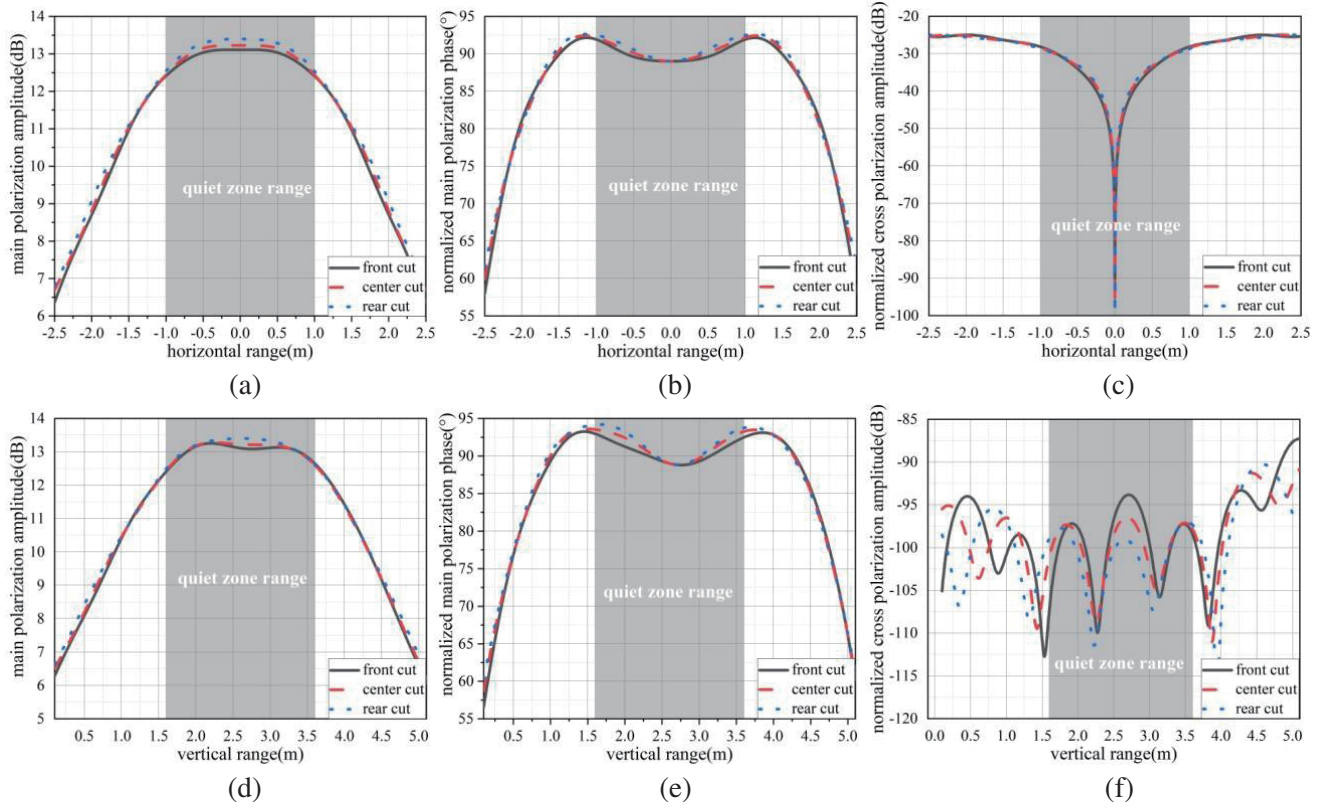 main polarization amplitude(dB)
14
13
12
11
10
9
8
7
6
-2.5 -2.0 -1.5 -1.0 -0.5 0.0 0.5 1.0 1.5 2.0 2.5
horizontal range(m)
quiet zone range
front cut
center cut
rear cut
(a)
normalized main polarization phase(°)
95
90
85
80
75
70
65
60
55
-2.5 -2.0 -1.5 -1.0 -0.5 0.0 0.5 1.0 1.5 2.0 2.5
horizontal range(m)
quiet zone range
front cut
center cut
rear cut
(b)
normalized cross polarization amplitude(dB)
-20
-30
-40
-50
-60
-70
-80
-90
-100
-2.5 -2.0 -1.5 -1.0 -0.5 0.0 0.5 1.0 1.5 2.0 2.5
horizontal range(m)
quiet zone range
front cut
center cut
rear cut
(c)
main polarization amplitude(dB)
14
13
12
11
10
9
8
7
6
5
0.5 1.0 1.5 2.0 2.5 3.0 3.5 4.0 4.5 5.0
vertical range(m)
quiet zone range
front cut
center cut
rear cut
(d)
normalized main polarization phase(°)
95
90
85
80
75
70
65
60
55
0.5 1.0 1.5 2.0 2.5 3.0 3.5 4.0 4.5 5.0
vertical range(m)
quiet zone range
front cut
center cut
rear cut
(e)
normalized cross polarization amplitude(dB)
-85
-90
-95
-100
-105
-110
-115
-120
0.0 0.5 1.0 1.5 2.0 2.5 3.0 3.5 4.0 4.5 5.0
vertical range(m)
quiet zone range
front cut
center cut
rear cut
(f)